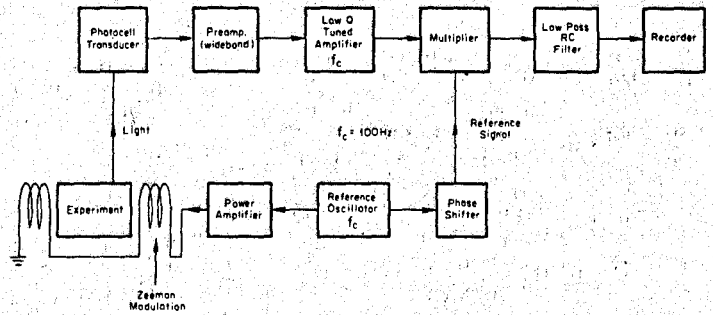 Photocell
Transducer
Preamp.
(wideband)
Low Q
Tuned
Amplifier
fc
Multiplier
Low Pass
RC
Filter
Recorder
Light
fc = 100Hz
Reference
Signal
Experiment
Power
Amplifier
Reference
Oscillator
fc
Phase
Shifter
Zeeman
Modulation